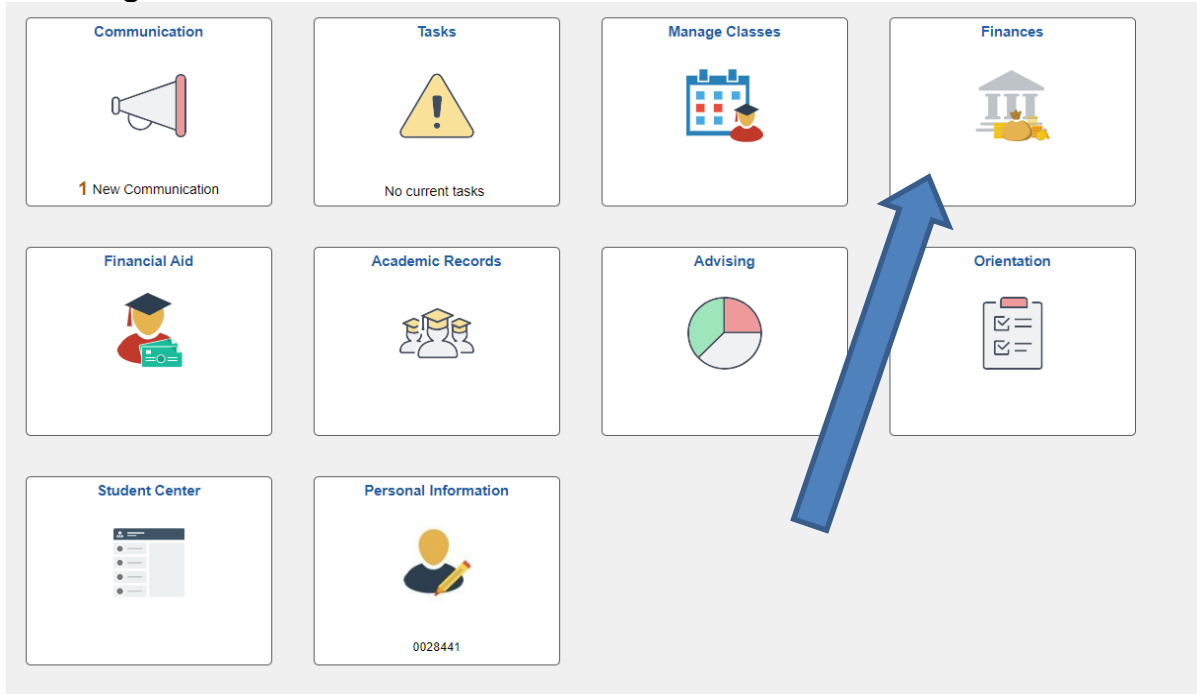 Communication
Tasks
Manage Classes
Finances
1 New Communication
No current tasks
Financial Aid
Academic Records
Advising
Orientation
Student Center
Personal Information
0028441